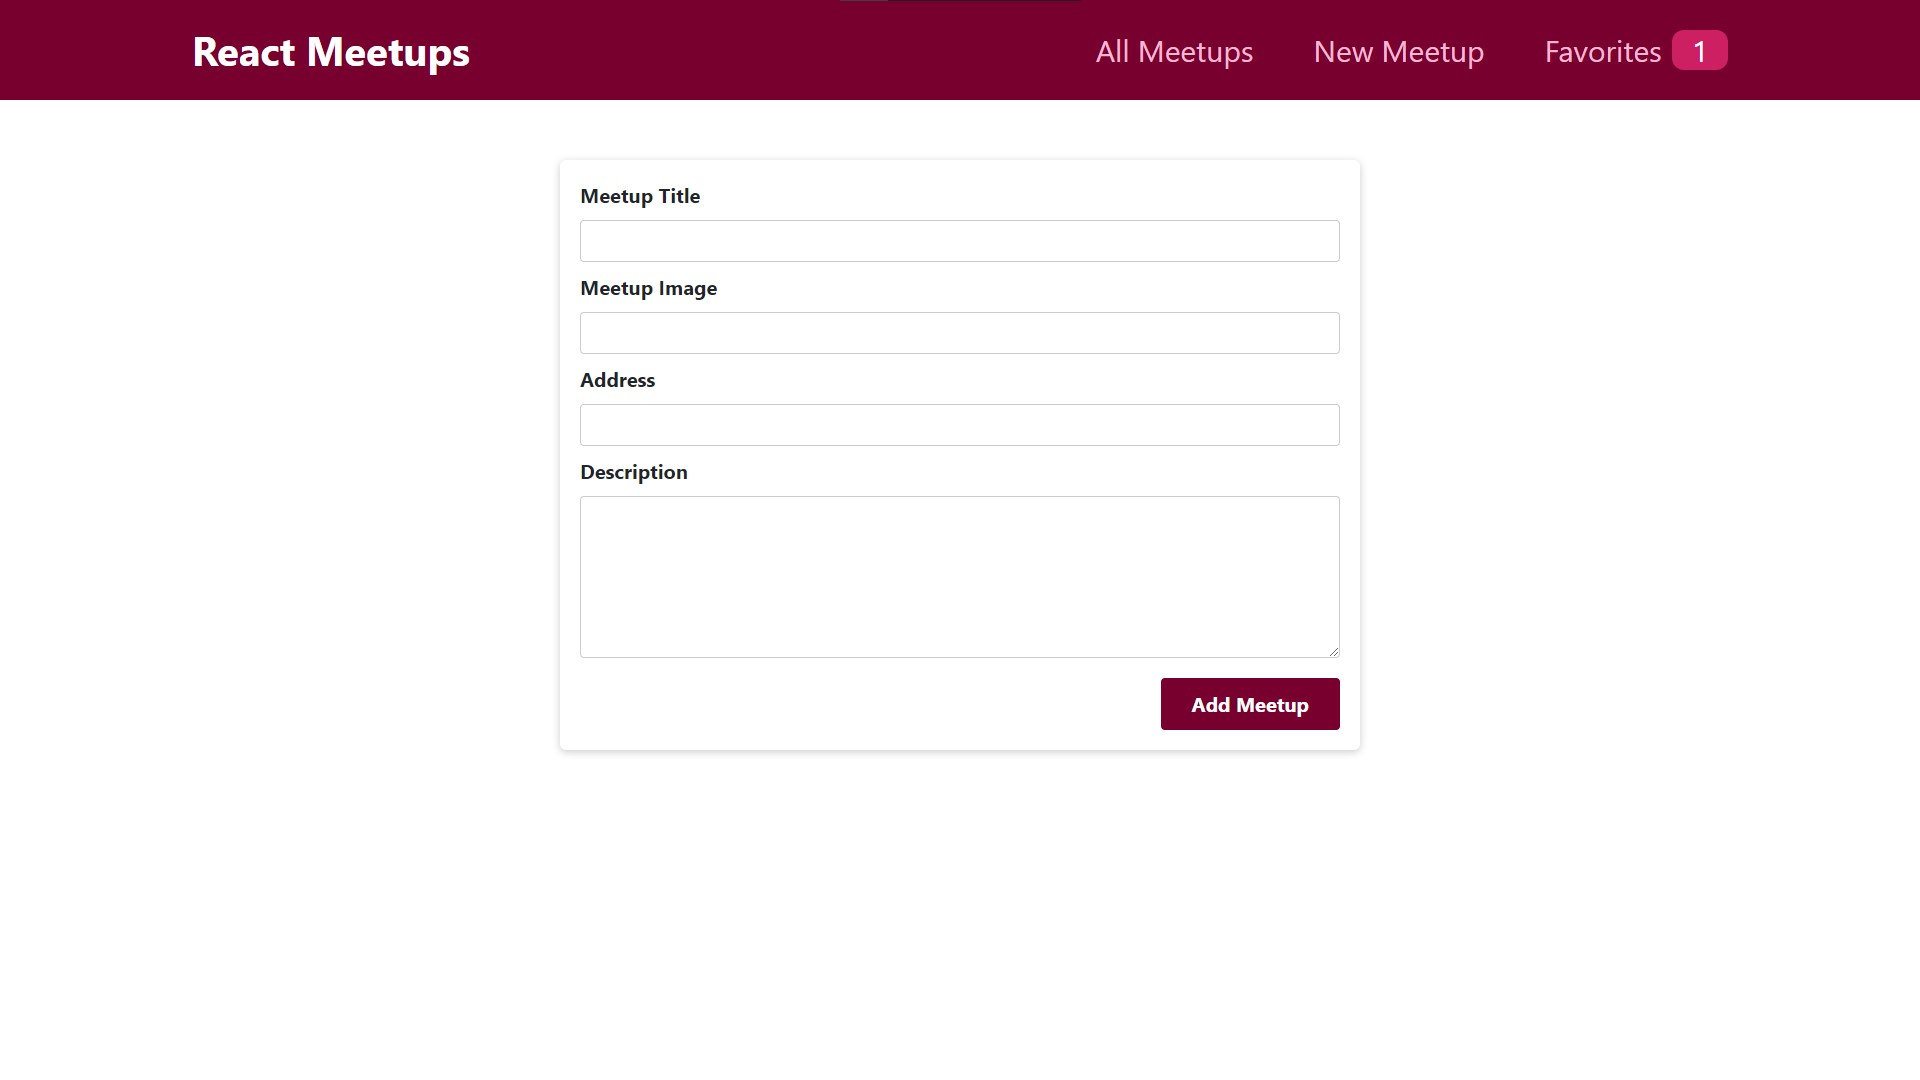 React Meetups
All Meetups
New Meetup
Favorites 1
Meetup Title
Meetup Image
Address
Description
Add Meetup